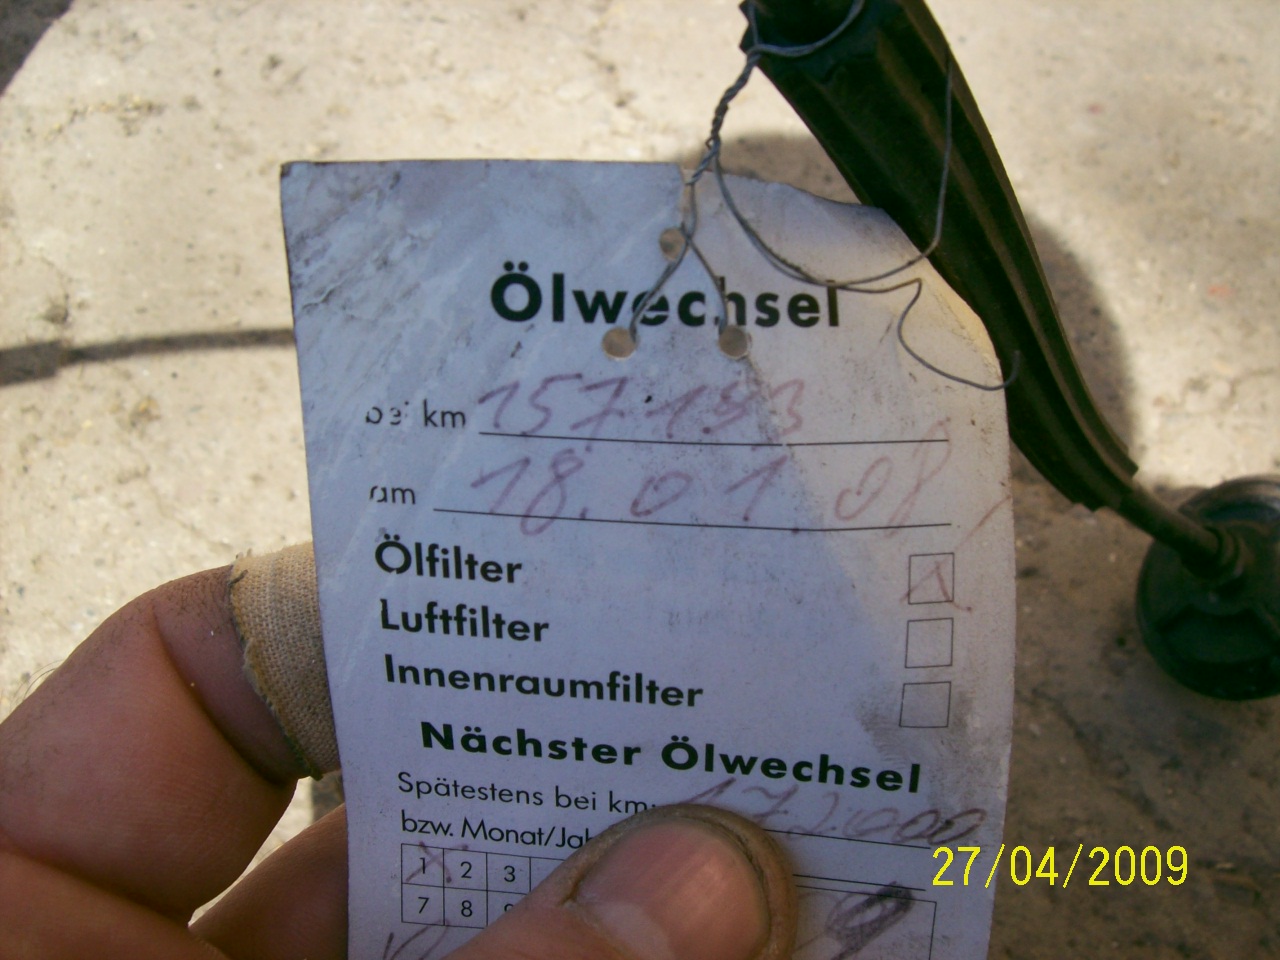 Ölwechsel
bei km 157193
am 18.01.08
Ölfilter
Luftfilter
Innenraumfilter
Nächster Ölwechsel
Spätestens bei km:
bzw. Monat/Jah
1 2 3
7 8
27/04/2009